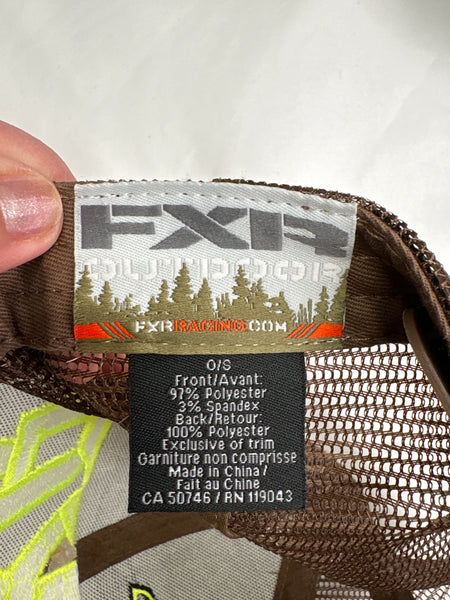 FXR
OUTDOOR
FXRRACING.COM
O/S
Front/Avant:
97% Polyester
3% Spandex
Back/Retour:
100% Polyester
Exclusive of trim
Garniture non comprisse
Made in China/
Fait au Chine
CA 50746 / RN 119043